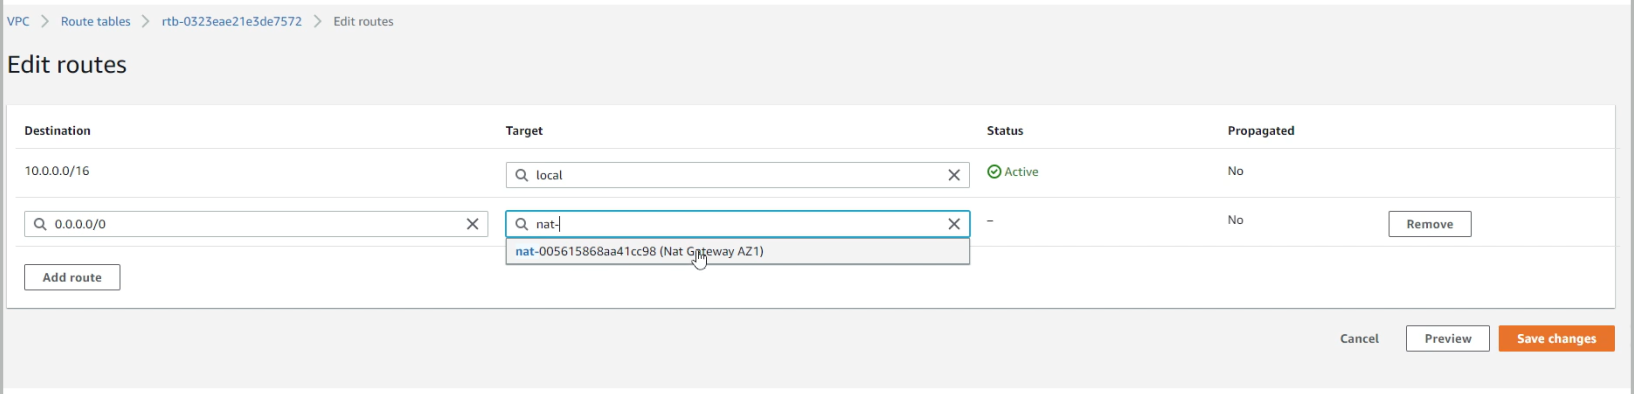 VPC > Route tables > rtb-0323eae21e3de7572 > Edit routes
Edit routes
Destination Target Status Propagated
10.0.0.0/16 local Active No
0.0.0.0/0 nat- – No Remove
nat-005615868aa41cc98 (Nat Gateway AZ1)
Add route
Cancel Preview Save changes